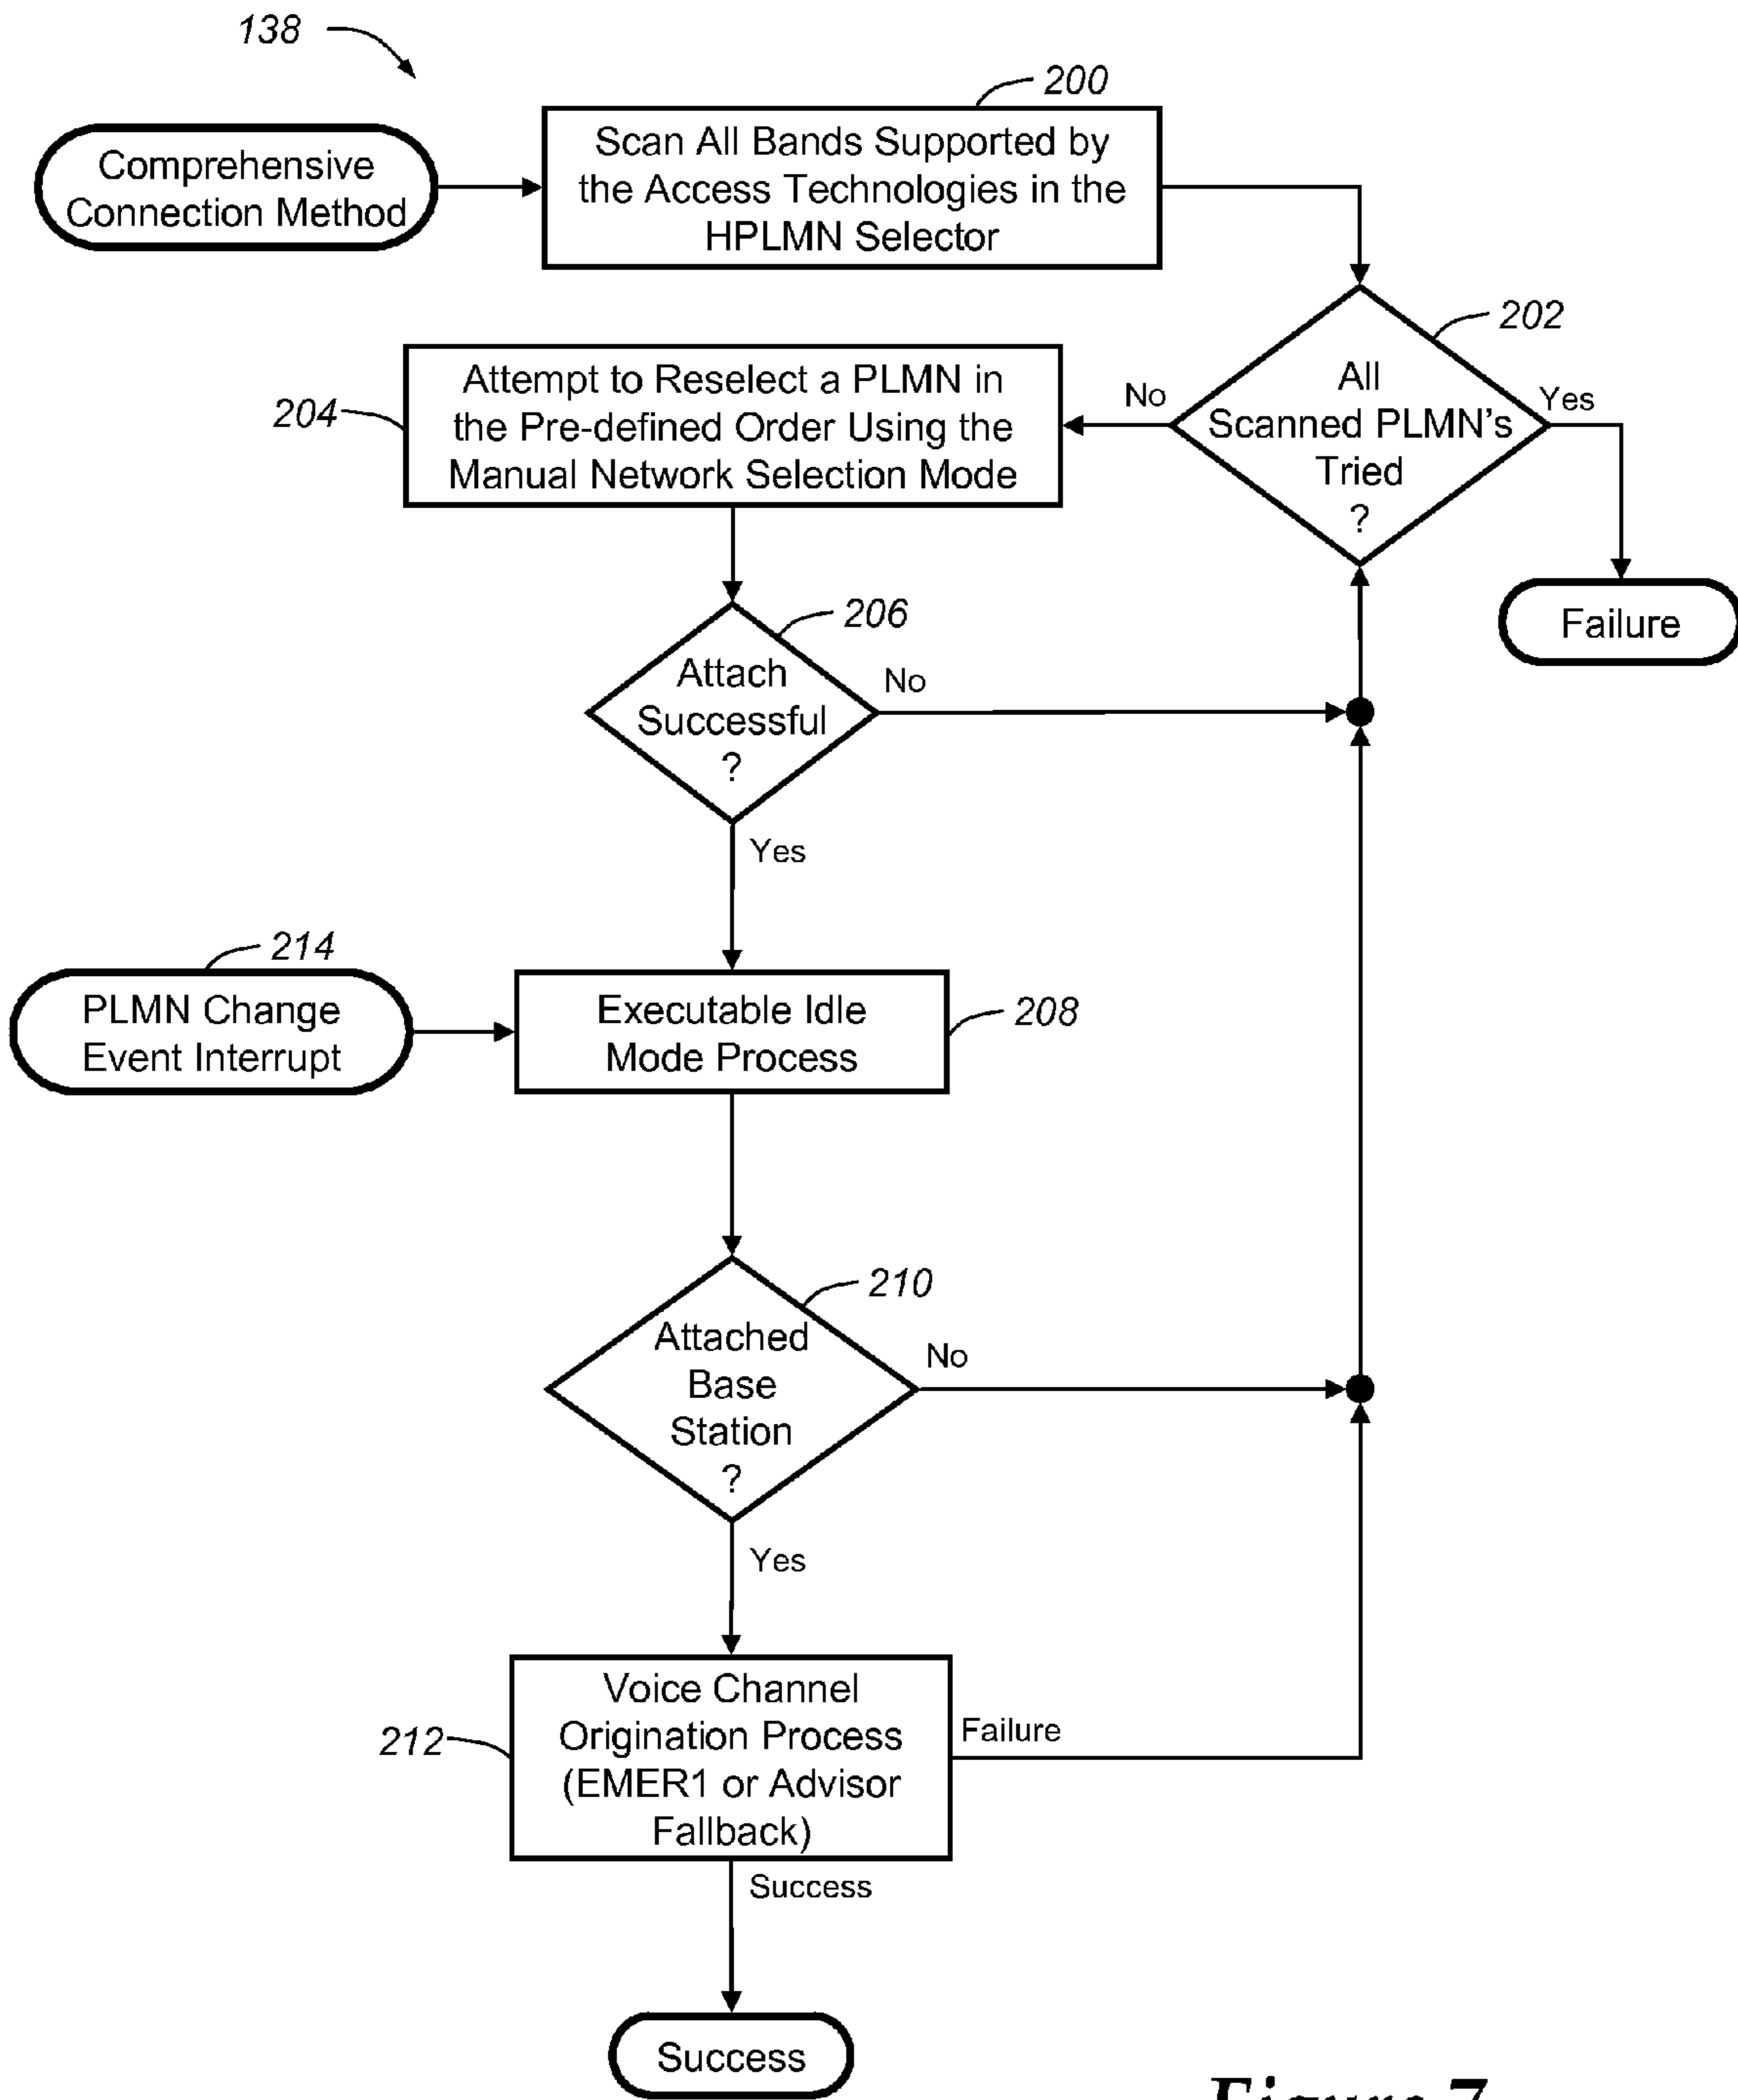 138
200
Comprehensive
Connection Method
Scan All Bands Supported by
the Access Technologies in the
HPLMN Selector
202
All
Scanned PLMN's
Tried
?
No
Yes
204
Attempt to Reselect a PLMN in
the Pre-defined Order Using the
Manual Network Selection Mode
Failure
206
Attach
Successful
?
No
Yes
214
PLMN Change
Event Interrupt
Executable Idle
Mode Process
208
210
Attached
Base
Station
?
No
Yes
212
Voice Channel
Origination Process
(EMER1 or Advisor
Fallback)
Failure
Success
Success
Figure 7